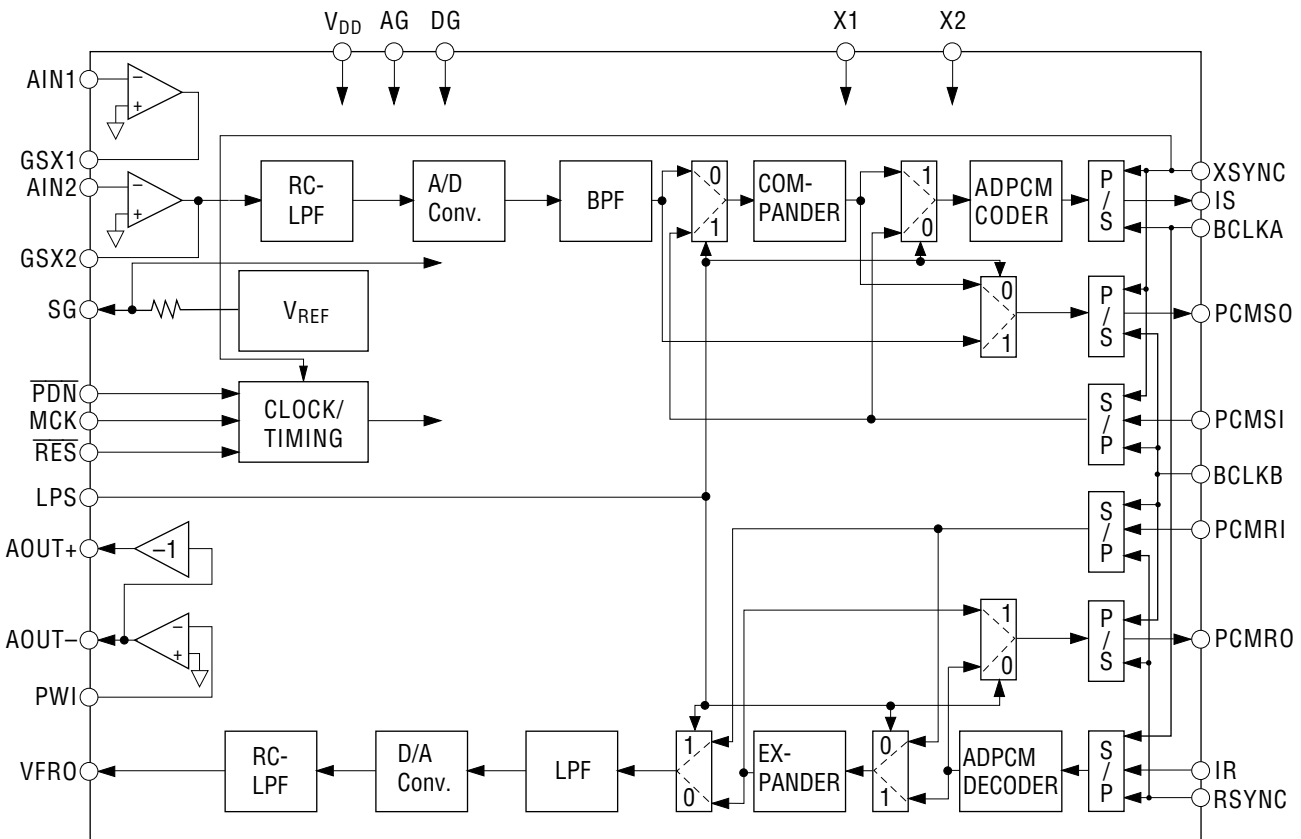 VDD AG DG X1 X2
AIN1
−
+
GSX1
AIN2
−
+
GSX2
RC-
LPF
A/D
Conv.
BPF
0
1
COM-
PANDER
1
0
ADPCM
CODER
P
/
S
XSYNC
IS
BCLKA
SG
VREF
0
1
P
/
S
PCMSO
PDN
MCK
RES
CLOCK/
TIMING
S
/
P
PCMSI
BCLKB
LPS
S
/
P
PCMRI
AOUT+
−1
AOUT−
−
+
PWI
1
0
P
/
S
PCMRO
VFRO
RC-
LPF
D/A
Conv.
LPF
1
0
EX-
PANDER
0
1
ADPCM
DECODER
S
/
P
IR
RSYNC